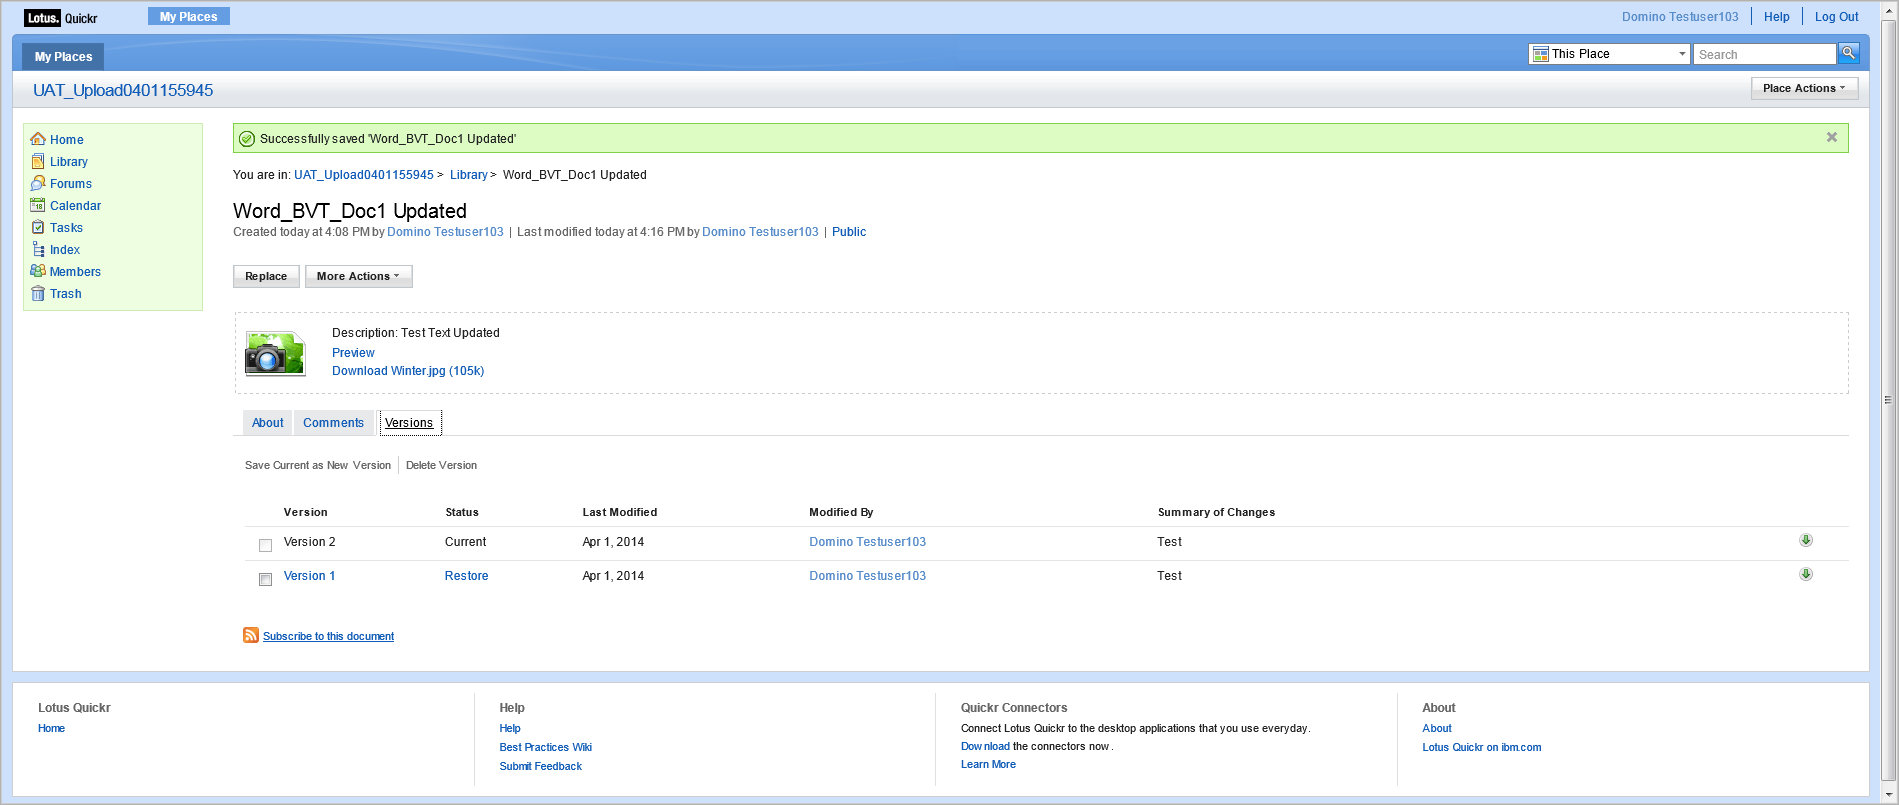 Lotus. Quickr
My Places
Domino Testuser103 | Help | Log Out
My Places
This Place
Search
UAT_Upload0401155945
Place Actions
Home
Library
Forums
Calendar
Tasks
Index
Members
Trash
Successfully saved 'Word_BVT_Doc1 Updated'
You are in: UAT_Upload0401155945 > Library > Word_BVT_Doc1 Updated
Word_BVT_Doc1 Updated
Created today at 4:08 PM by Domino Testuser103 | Last modified today at 4:16 PM by Domino Testuser103 | Public
Replace
More Actions
Description: Test Text Updated
Preview
Download Winter.jpg (105k)
About
Comments
Versions
Save Current as New Version | Delete Version
Version Status Last Modified Modified By Summary of Changes
Version 2 Current Apr 1, 2014 Domino Testuser103 Test
Version 1 Restore Apr 1, 2014 Domino Testuser103 Test
Subscribe to this document
Lotus Quickr
Home
Help
Help
Best Practices Wiki
Submit Feedback
Quickr Connectors
Connect Lotus Quickr to the desktop applications that you use everyday.
Download the connectors now.
Learn More
About
About
Lotus Quickr on ibm.com